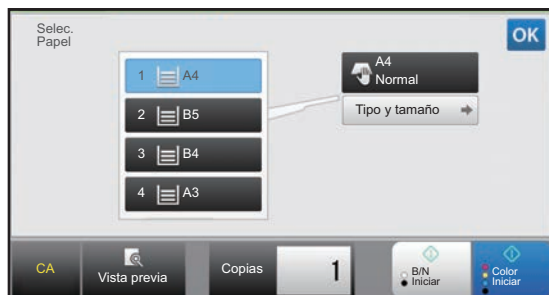 Selec.
Papel
OK
1 A4
2 B5
3 B4
4 A3
A4
Normal
Tipo y tamaño
CA
Vista previa
Copias
1
B/N
Iniciar
Color
Iniciar